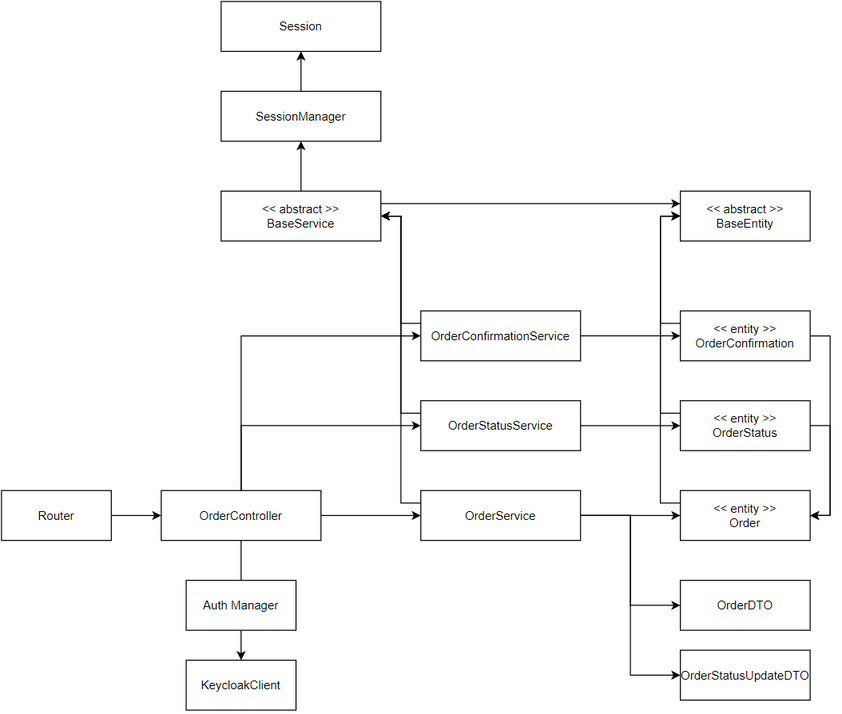 Session
SessionManager
<< abstract >>
BaseService
<< abstract >>
BaseEntity
OrderConfirmationService
<< entity >>
OrderConfirmation
OrderStatusService
<< entity >>
OrderStatus
Router
OrderController
OrderService
<< entity >>
Order
Auth Manager
OrderDTO
KeycloakClient
OrderStatusUpdateDTO